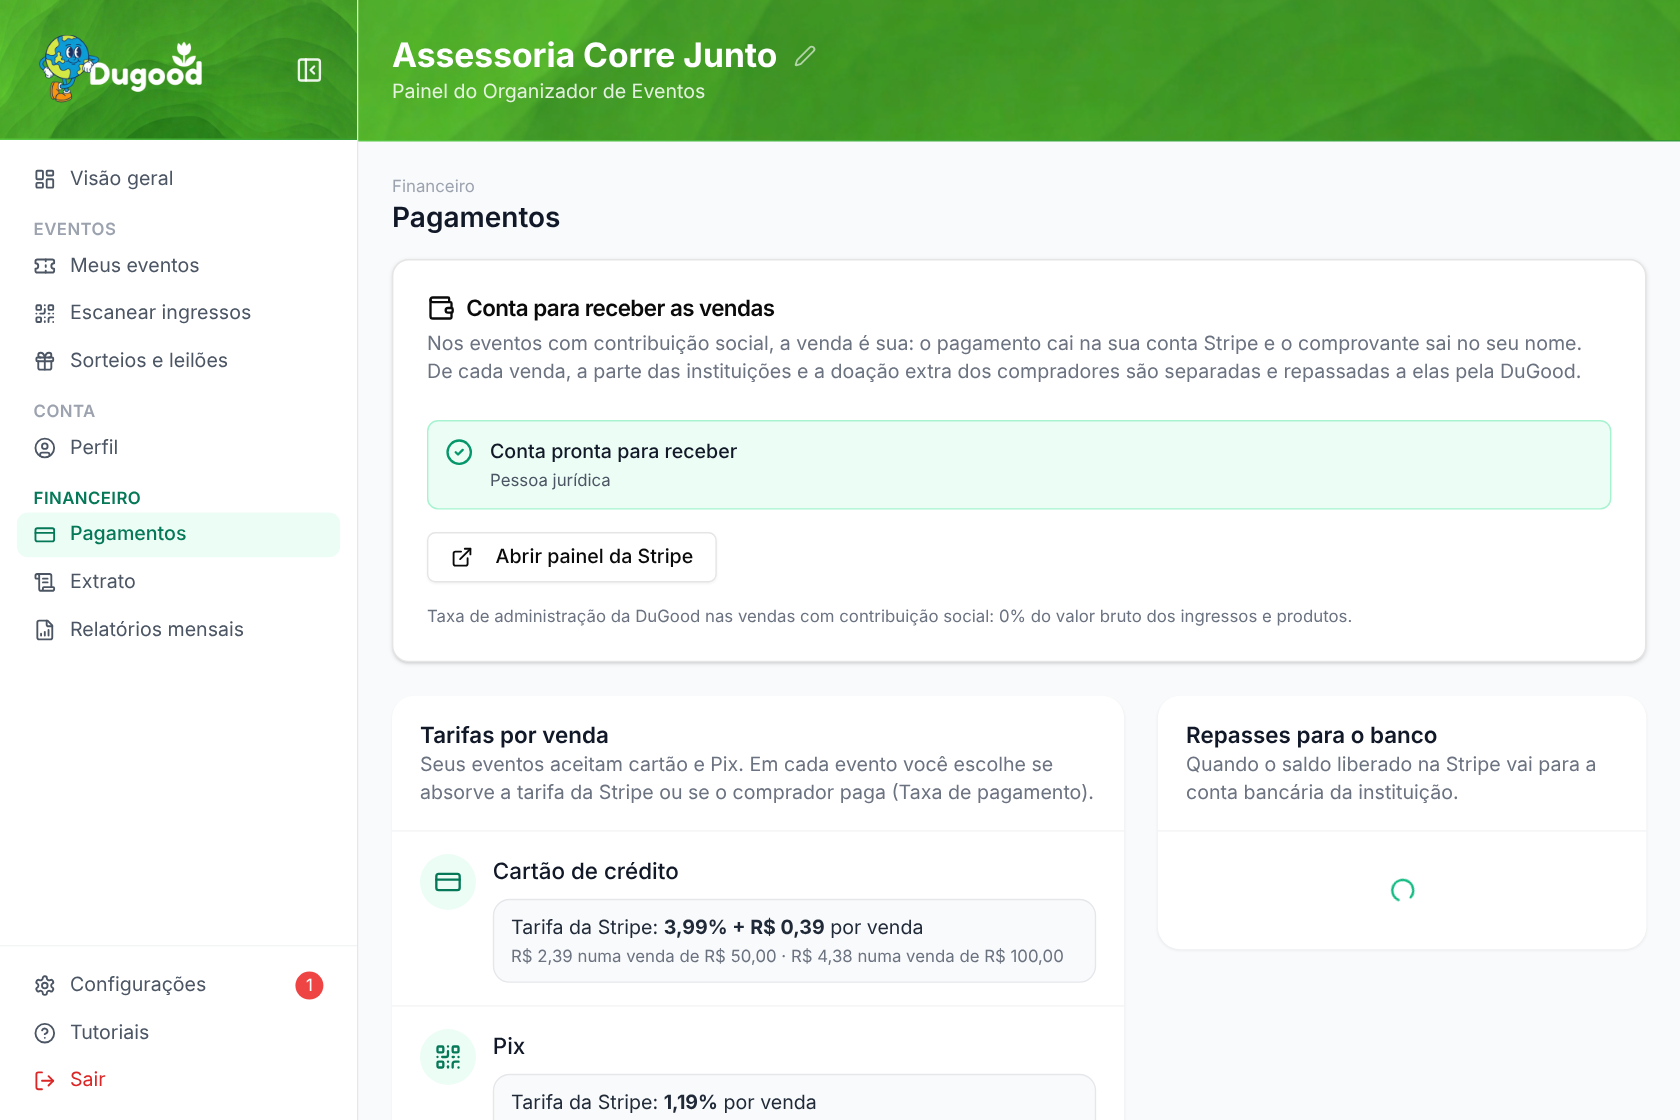 Dugood
Assessoria Corre Junto
Painel do Organizador de Eventos
Visão geral
EVENTOS
Meus eventos
Escanear ingressos
Sorteios e leilões
CONTA
Perfil
FINANCEIRO
Pagamentos
Extrato
Relatórios mensais
Configurações
1
Tutoriais
Sair
Financeiro
Pagamentos
Conta para receber as vendas
Nos eventos com contribuição social, a venda é sua: o pagamento cai na sua conta Stripe e o comprovante sai no seu nome.
De cada venda, a parte das instituições e a doação extra dos compradores são separadas e repassadas a elas pela DuGood.
Conta pronta para receber
Pessoa jurídica
Abrir painel da Stripe
Taxa de administração da DuGood nas vendas com contribuição social: 0% do valor bruto dos ingressos e produtos.
Tarifas por venda
Seus eventos aceitam cartão e Pix. Em cada evento você escolhe se
absorve a tarifa da Stripe ou se o comprador paga (Taxa de pagamento).
Cartão de crédito
Tarifa da Stripe: 3,99% + R$ 0,39 por venda
R$ 2,39 numa venda de R$ 50,00 · R$ 4,38 numa venda de R$ 100,00
Pix
Tarifa da Stripe: 1,19% por venda
Repasses para o banco
Quando o saldo liberado na Stripe vai para a
conta bancária da instituição.